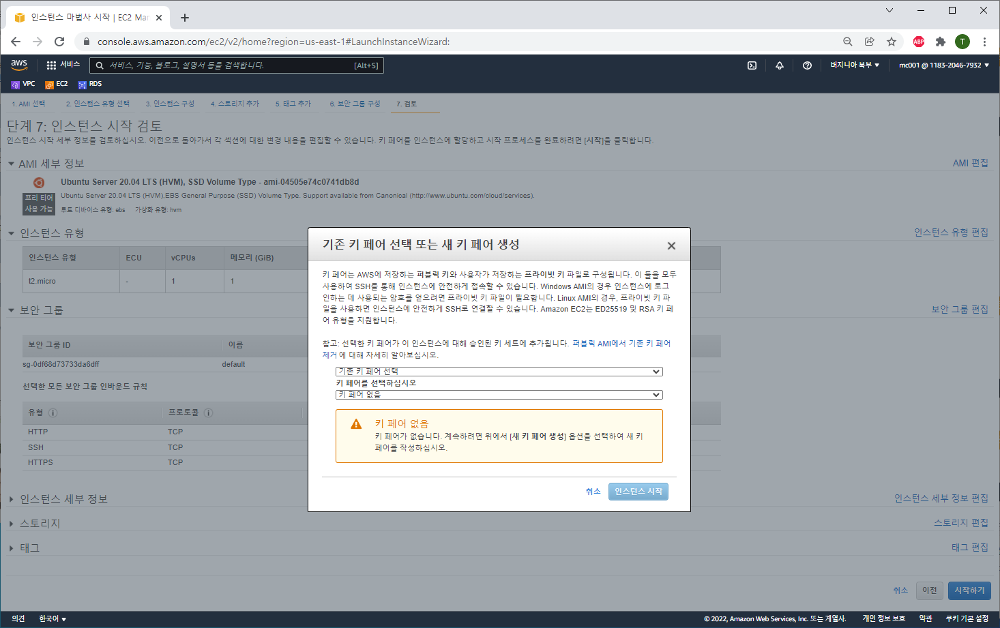 인스턴스 마법사 시작 | EC2 Mar
console.aws.amazon.com/ec2/v2/home?region=us-east-1#LaunchInstanceWizard:
ABP
T
aws
서비스
서비스, 기능, 블로그, 설명서 등을 검색합니다.
[Alt+S]
버지니아 북부
mc001 @ 1183-2046-7932
VPC
EC2
RDS
1. AMI 선택
2. 인스턴스 유형 선택
3. 인스턴스 구성
4. 스토리지 추가
5. 태그 추가
6. 보안 그룹 구성
7. 검토
단계 7: 인스턴스 시작 검토
인스턴스 시작 세부 정보를 검토하십시오. 이전으로 돌아가서 각 섹션에 대한 변경 내용을 편집할 수 있습니다. 키 페어를 인스턴스에 할당하고 시작 프로세스를 완료하려면 [시작]을 클릭합니다.
AMI 세부 정보
AMI 편집
Ubuntu Server 20.04 LTS (HVM), SSD Volume Type - ami-04505e74c0741db8d
프리 티어
사용 가능
Ubuntu Server 20.04 LTS (HVM),EBS General Purpose (SSD) Volume Type. Support available from Canonical (http://www.ubuntu.com/cloud/services).
루트 디바이스 유형: ebs 가상화 유형: hvm
인스턴스 유형
인스턴스 유형 편집
인스턴스 유형 ECU vCPUs 메모리 (GiB)
t2.micro - 1 1
보안 그룹
보안 그룹 편집
보안 그룹 ID 이름
sg-0df68d73733da6dff default
선택한 모든 보안 그룹 인바운드 규칙
유형 프로토콜
HTTP TCP
SSH TCP
HTTPS TCP
인스턴스 세부 정보
인스턴스 세부 정보 편집
스토리지
스토리지 편집
태그
태그 편집
기존 키 페어 선택 또는 새 키 페어 생성
키 페어는 AWS에 저장하는 퍼블릭 키와 사용자가 저장하는 프라이빗 키 파일로 구성됩니다. 이 둘을 모두
사용하여 SSH를 통해 인스턴스에 안전하게 접속할 수 있습니다. Windows AMI의 경우 인스턴스에 로그
인하는 데 사용되는 암호를 얻으려면 프라이빗 키 파일이 필요합니다. Linux AMI의 경우, 프라이빗 키 파
일을 사용하면 인스턴스에 안전하게 SSH로 연결할 수 있습니다. Amazon EC2는 ED25519 및 RSA 키 페
어 유형을 지원합니다.
참고: 선택한 키 페어가 이 인스턴스에 대해 승인된 키 세트에 추가됩니다. 퍼블릭 AMI에서 기존 키 페어
제거 에 대해 자세히 알아보십시오.
기존 키 페어 선택
키 페어를 선택하십시오
키 페어 없음
키 페어 없음
키 페어가 없습니다. 계속하려면 위에서 [새 키 페어 생성] 옵션을 선택하여 새 키
페어를 작성하십시오.
취소
인스턴스 시작
취소
이전
시작하기
의견
한국어
© 2022, Amazon Web Services, Inc. 또는 계열사.
개인 정보 보호
약관
쿠키 기본 설정